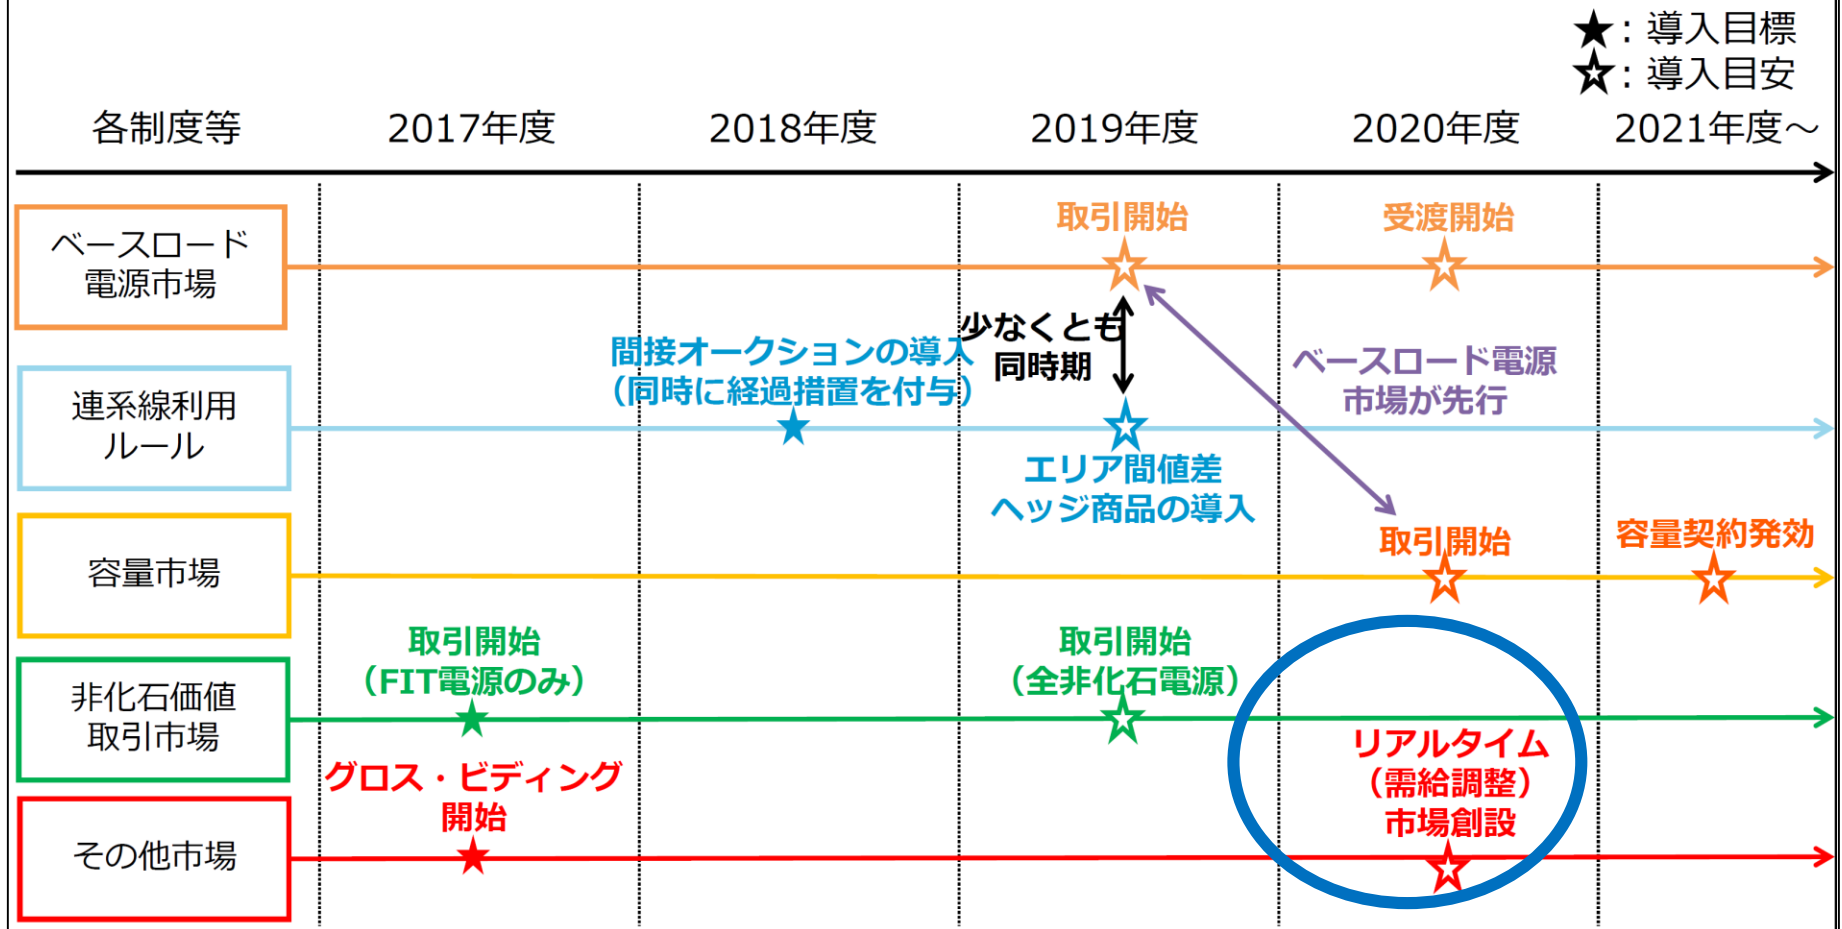 ★：導入目標
☆：導入目安
各制度等
2017年度
2018年度
2019年度
2020年度
2021年度～
ベースロード
電源市場
取引開始
受渡開始
少なくとも
同時期
ベースロード電源
市場が先行
連系線利用
ルール
間接オークションの導入
（同時に経過措置を付与）
エリア間値差
ヘッジ商品の導入
容量市場
取引開始
容量契約発効
非化石価値
取引市場
取引開始
（FIT電源のみ）
取引開始
（全非化石電源）
その他市場
グロス・ビディング
開始
リアルタイム
（需給調整）
市場創設